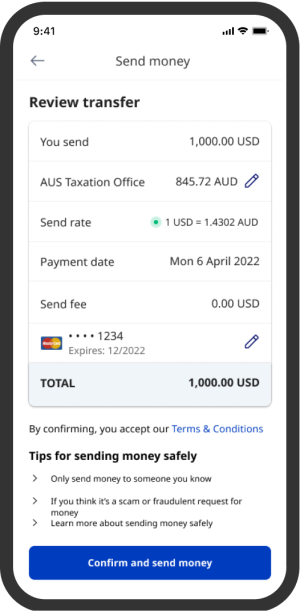 9:41
Send money
Review transfer
You send 1,000.00 USD
AUS Taxation Office 845.72 AUD
Send rate 1 USD = 1.4302 AUD
Payment date Mon 6 April 2022
Send fee 0.00 USD
MasterCard • • • • 1234
Expires: 12/2022
TOTAL 1,000.00 USD
By confirming, you accept our Terms & Conditions
Tips for sending money safely
Only send money to someone you know
If you think it's a scam or fraudulent request for
money
Learn more about sending money safely
Confirm and send money